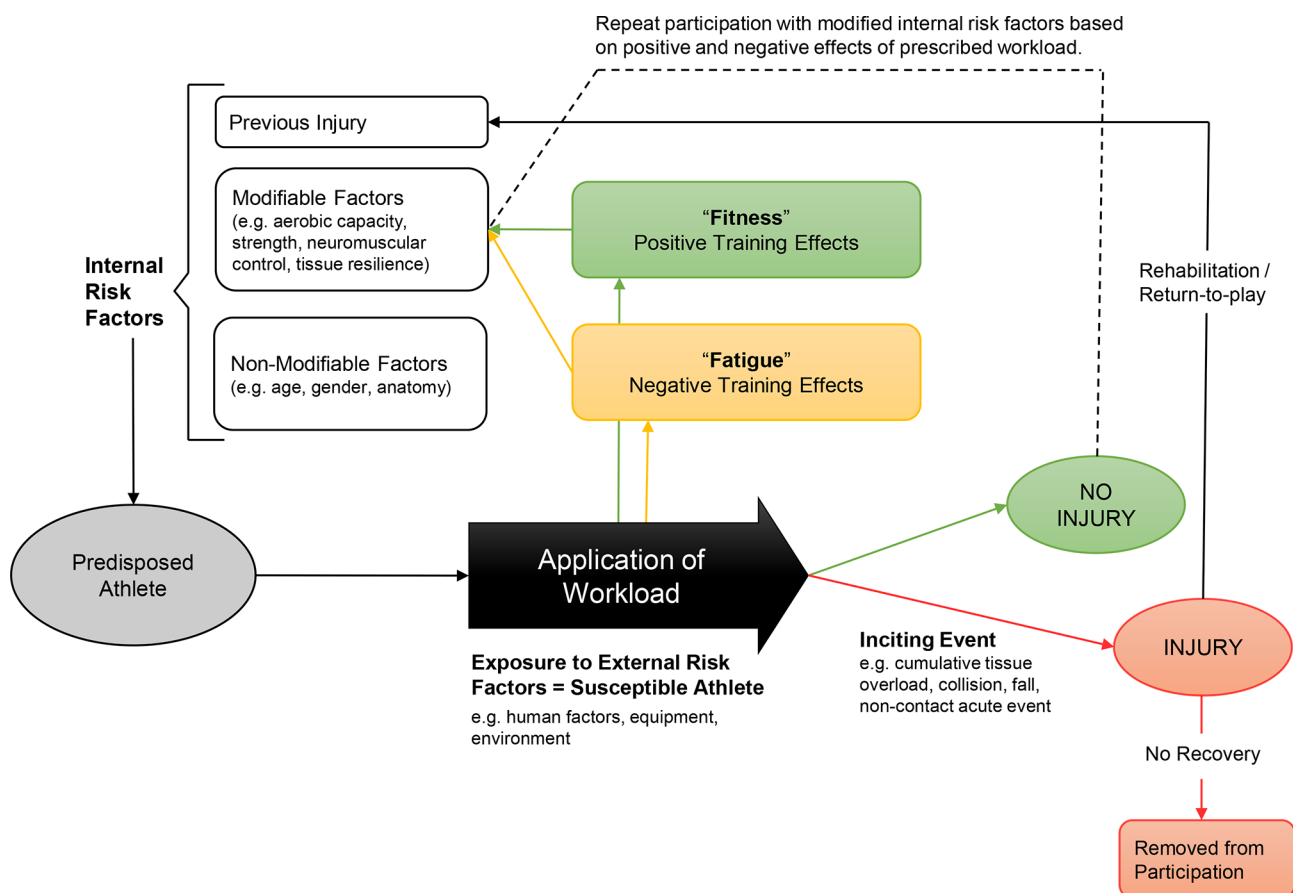 Repeat participation with modified internal risk factors based
on positive and negative effects of prescribed workload.
Previous Injury
Modifiable Factors
(e.g. aerobic capacity,
strength, neuromuscular
control, tissue resilience)
"Fitness"
Positive Training Effects
Internal
Risk
Factors
Rehabilitation /
Return-to-play
Non-Modifiable Factors
(e.g. age, gender, anatomy)
"Fatigue"
Negative Training Effects
NO
INJURY
Predisposed
Athlete
Application of
Workload
Exposure to External Risk
Factors = Susceptible Athlete
e.g. human factors, equipment,
environment
Inciting Event
e.g. cumulative tissue
overload, collision, fall,
non-contact acute event
INJURY
No Recovery
Removed from
Participation